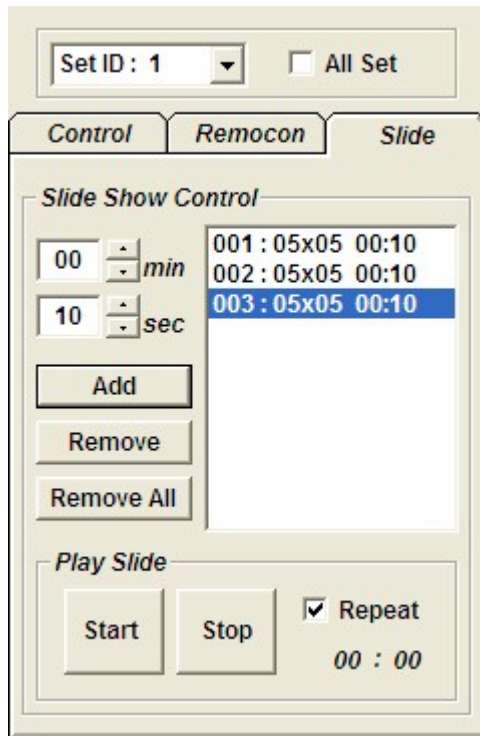 Set ID : 1
All Set
Control
Remocon
Slide
Slide Show Control
00
min
10
sec
001 : 05x05 00:10
002 : 05x05 00:10
003 : 05x05 00:10
Add
Remove
Remove All
Play Slide
Start
Stop
Repeat
00 : 00